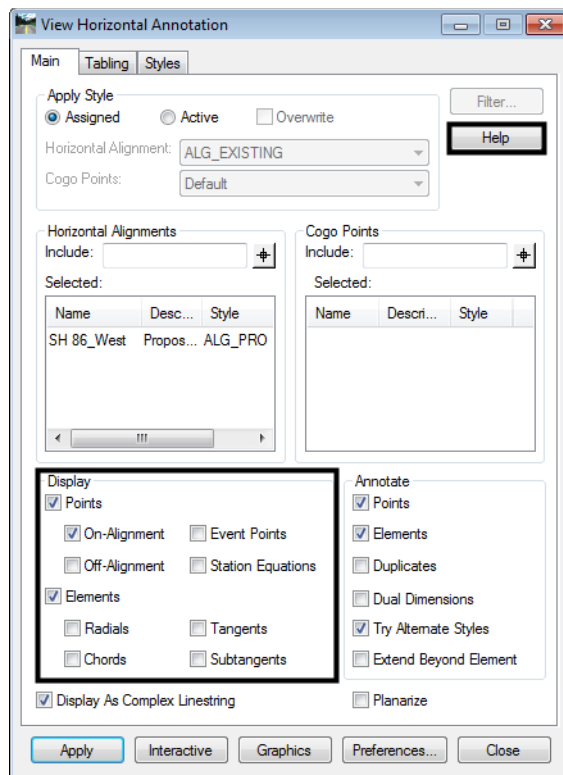 View Horizontal Annotation
Main Tabling Styles
Apply Style
Assigned Active Overwrite
Filter...
Help
Horizontal Alignment: ALG_EXISTING
Cogo Points: Default
Horizontal Alignments
Include:
Selected:
Name Desc... Style
SH 86_West Propos... ALG_PRO
Cogo Points
Include:
Selected:
Name Descri... Style
Display
Points
On-Alignment Event Points
Off-Alignment Station Equations
Elements
Radials Tangents
Chords Subtangents
Annotate
Points
Elements
Duplicates
Dual Dimensions
Try Alternate Styles
Extend Beyond Element
Display As Complex Linestring Planarize
Apply Interactive Graphics Preferences... Close